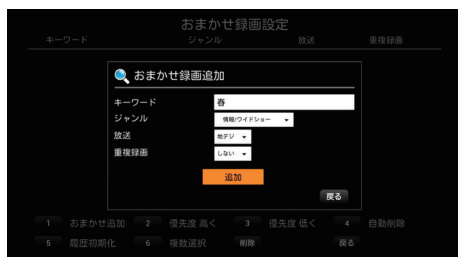 おまかせ録画設定
キーワード ジャンル 放送 重複録画
おまかせ録画追加
キーワード 春
ジャンル 情報/ワイドショー
放送 地デジ
重複録画 しない
追加
戻る
1 おまかせ追加 2 優先度 高く 3 優先度 低く 4 自動削除
5 履歴初期化 6 複数選択 削除 戻る